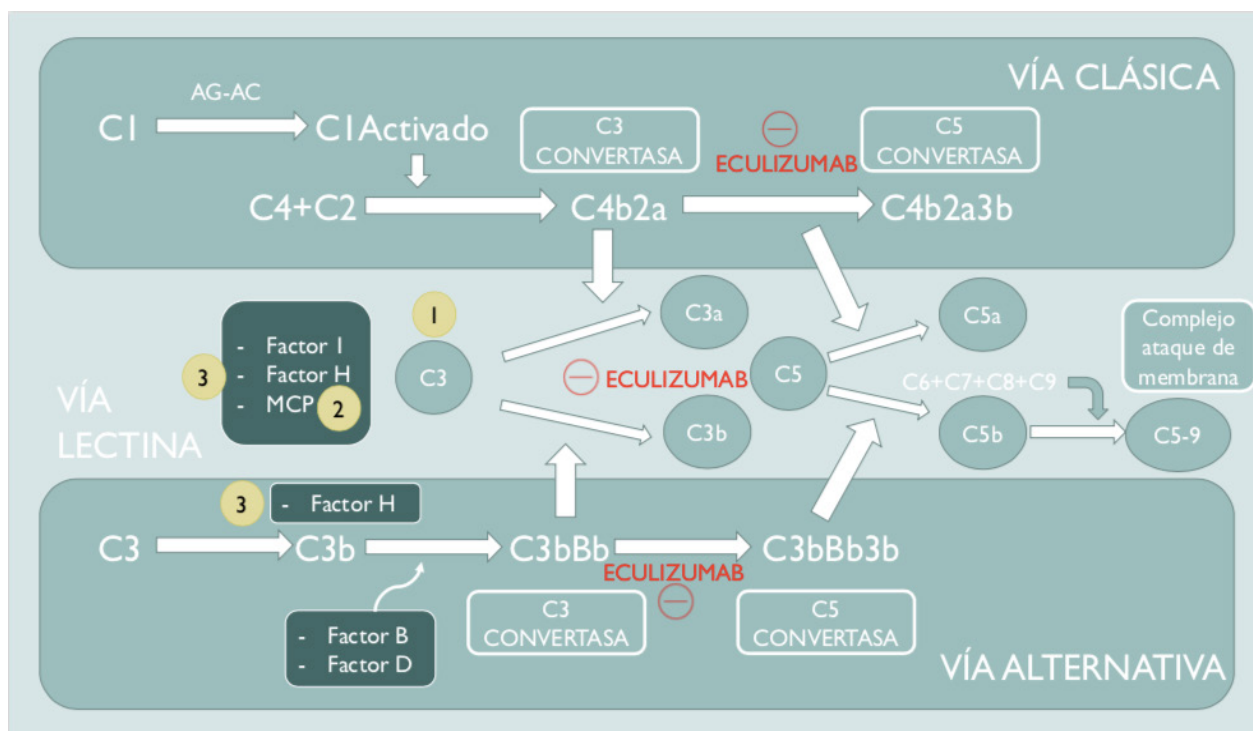 VÍA CLÁSICA
AG-AC
C1
C1Activado
C3
CONVERTASA
ECULIZUMAB
C5
CONVERTASA
C4+C2
C4b2a
C4b2a3b
1
- Factor I
- Factor H
- MCP
3
2
C3
C3a
ECULIZUMAB
C3b
C5
C5a
C6+C7+C8+C9
C5b
Complejo
ataque de
membrana
C5-9
VÍA
LECTINA
3
- Factor H
C3
C3b
C3bBb
C3bBb3b
ECULIZUMAB
- Factor B
- Factor D
C3
CONVERTASA
C5
CONVERTASA
VÍA ALTERNATIVA